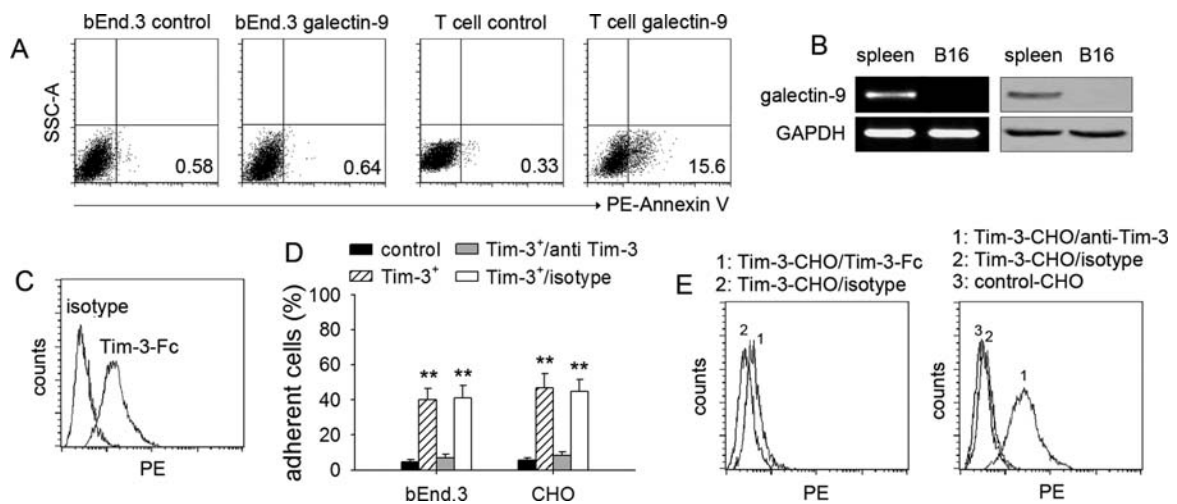 A
bEnd.3 control
bEnd.3 galectin-9
T cell control
T cell galectin-9
SSC-A
0.58
0.64
0.33
15.6
PE-Annexin V
B
spleen B16
spleen B16
galectin-9
GAPDH
C
isotype
Tim-3-Fc
counts
PE
D
control
Tim-3⁺/anti Tim-3
Tim-3⁺
Tim-3⁺/isotype
adherent cells (%)
100
80
60
40
20
0
** ** ** **
bEnd.3
CHO
E
1: Tim-3-CHO/Tim-3-Fc
2: Tim-3-CHO/isotype
2 1
counts
PE
1: Tim-3-CHO/anti-Tim-3
2: Tim-3-CHO/isotype
3: control-CHO
3 2
1
counts
PE